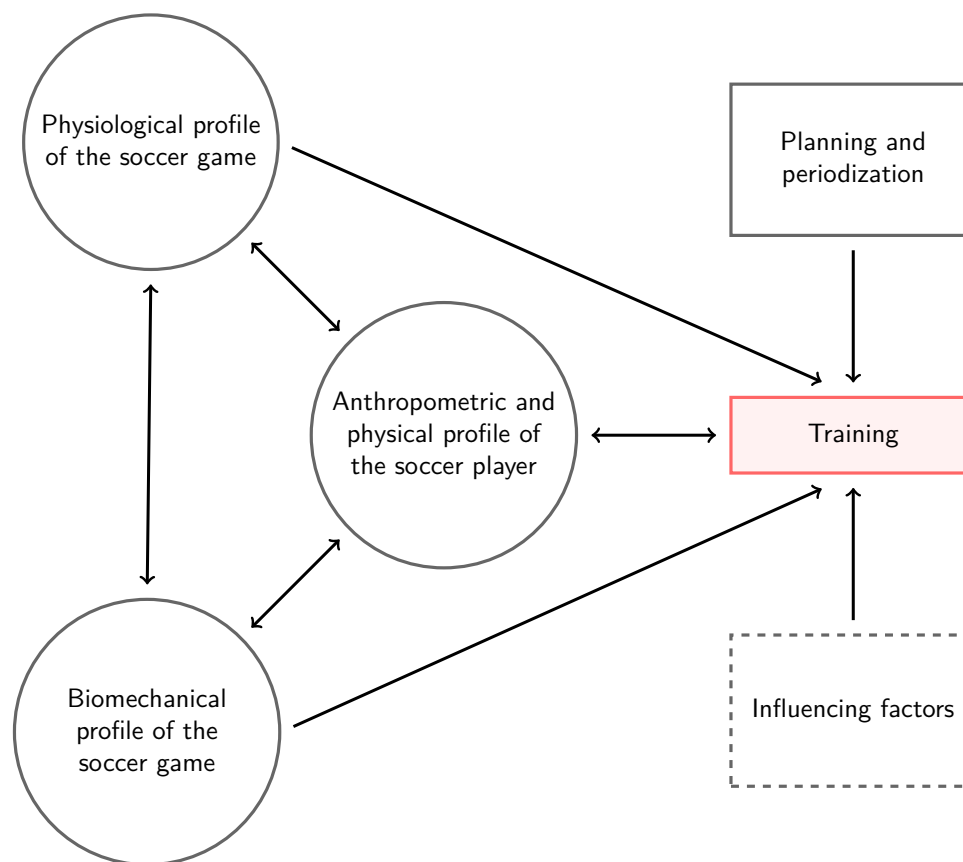 Physiological profile
of the soccer game
Planning and
periodization
Anthropometric and
physical profile of
the soccer player
Training
Biomechanical
profile of the
soccer game
Influencing factors